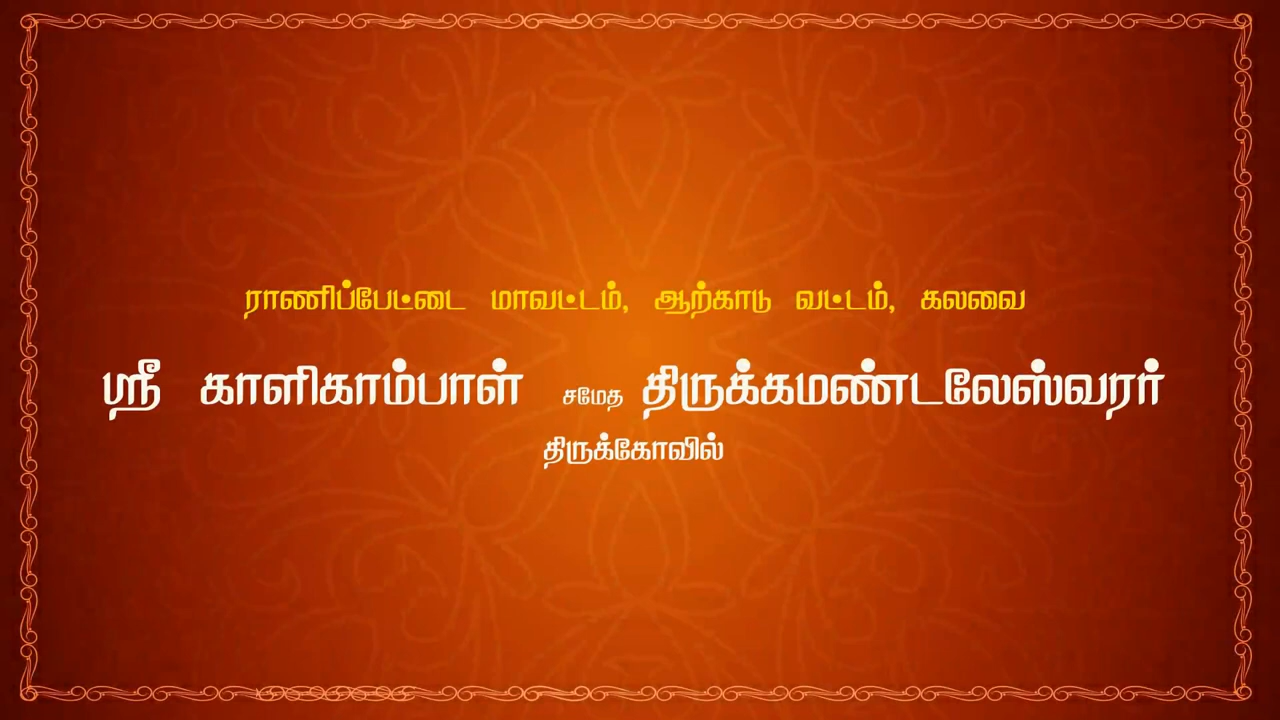 ராணிப்பேட்டை மாவட்டம், ஆற்காடு வட்டம், கலவை
ஸ்ரீ காளிகாம்பாள் சமேத திருக்கமண்டலேஸ்வரர்
திருக்கோவில்